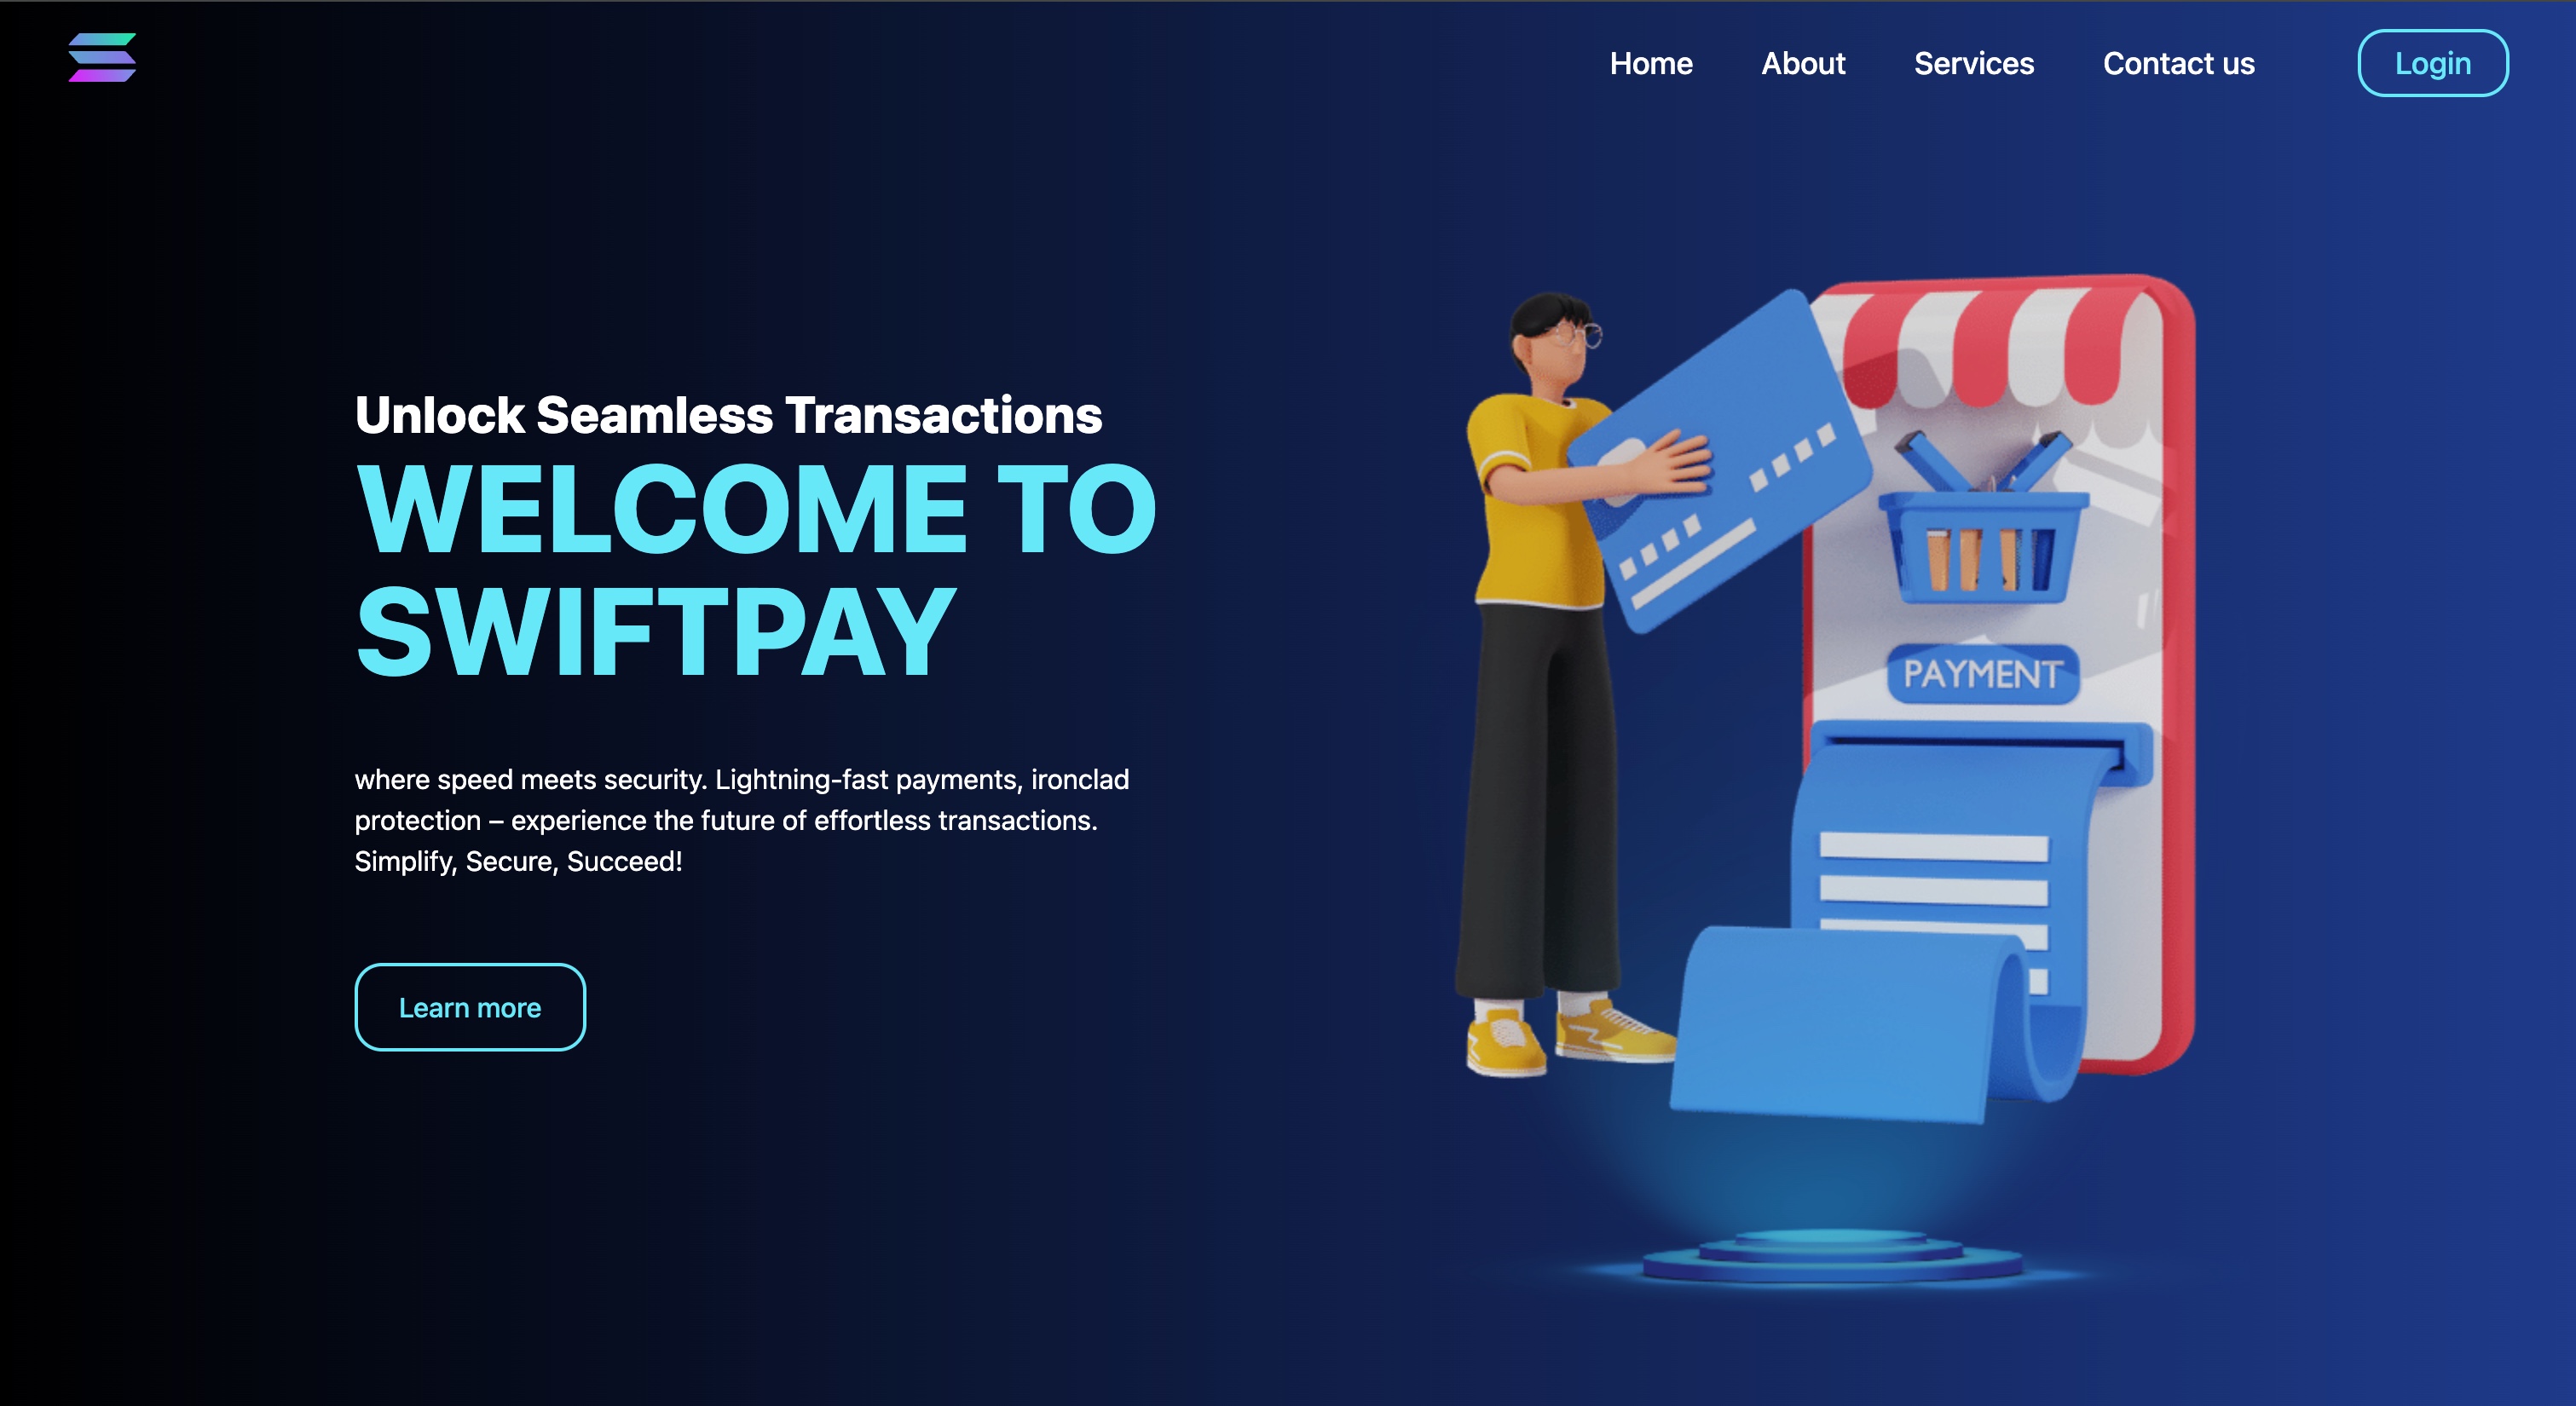 Home
About
Services
Contact us
Login
Unlock Seamless Transactions
WELCOME TO
SWIFTPAY
where speed meets security. Lightning-fast payments, ironclad
protection – experience the future of effortless transactions.
Simplify, Secure, Succeed!
Learn more
PAYMENT